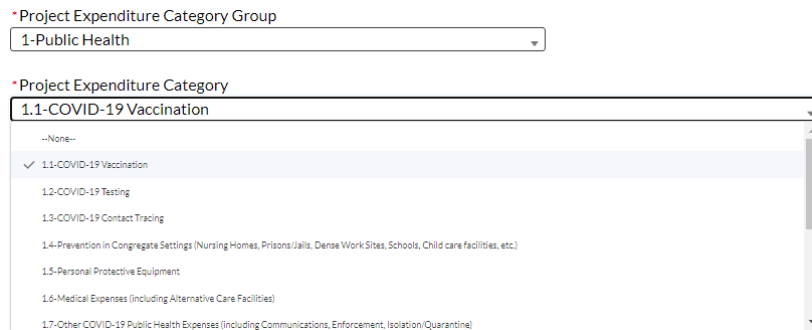 *Project Expenditure Category Group
1-Public Health
*Project Expenditure Category
1.1-COVID-19 Vaccination
--None--
1.1-COVID-19 Vaccination
1.2-COVID-19 Testing
1.3-COVID-19 Contact Tracing
1.4-Prevention in Congregate Settings (Nursing Homes, Prisons/Jails, Dense Work Sites, Schools, Child care facilities, etc.)
1.5-Personal Protective Equipment
1.6-Medical Expenses (including Alternative Care Facilities)
1.7-Other COVID-19 Public Health Expenses (including Communications, Enforcement, Isolation/Quarantine)